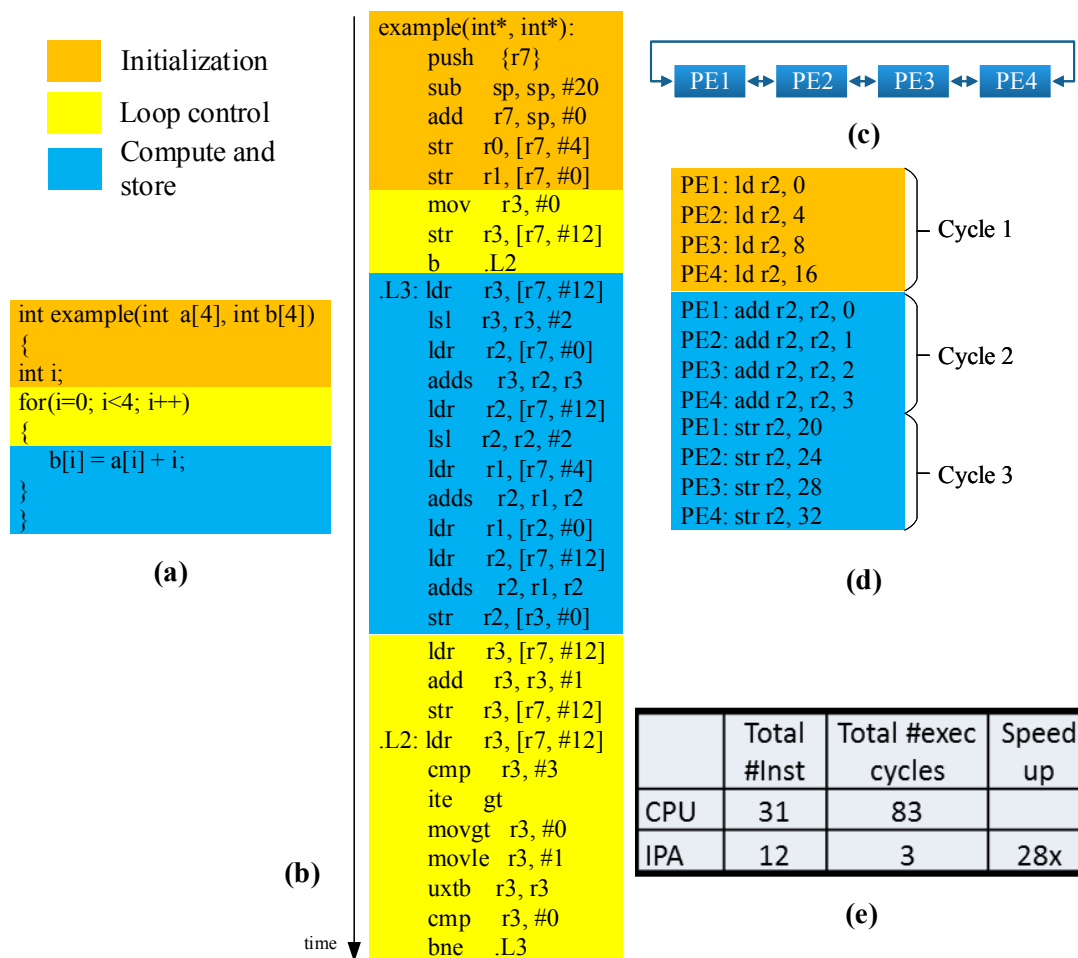 Initialization
Loop control
Compute and
store
int example(int a[4], int b[4])
{
int i;
for(i=0; i<4; i++)
{
b[i] = a[i] + i;
}
}
(a)
example(int*, int*):
push {r7}
sub sp, sp, #20
add r7, sp, #0
str r0, [r7, #4]
str r1, [r7, #0]
mov r3, #0
str r3, [r7, #12]
b .L2
.L3: ldr r3, [r7, #12]
lsl r3, r3, #2
ldr r2, [r7, #0]
adds r3, r2, r3
ldr r2, [r7, #12]
lsl r2, r2, #2
ldr r1, [r7, #4]
adds r2, r1, r2
ldr r1, [r2, #0]
ldr r2, [r7, #12]
adds r2, r1, r2
str r2, [r3, #0]
ldr r3, [r7, #12]
add r3, r3, #1
str r3, [r7, #12]
.L2: ldr r3, [r7, #12]
cmp r3, #3
ite gt
movgt r3, #0
movle r3, #1
uxtb r3, r3
cmp r3, #0
bne .L3
(b)
time
PE1 PE2 PE3 PE4
(c)
PE1: ld r2, 0
PE2: ld r2, 4
PE3: ld r2, 8
PE4: ld r2, 16
Cycle 1
PE1: add r2, r2, 0
PE2: add r2, r2, 1
PE3: add r2, r2, 2
PE4: add r2, r2, 3
Cycle 2
PE1: str r2, 20
PE2: str r2, 24
PE3: str r2, 28
PE4: str r2, 32
Cycle 3
(d)
Total #Inst Total #exec cycles Speed up
CPU 31 83
IPA 12 3 28x
(e)